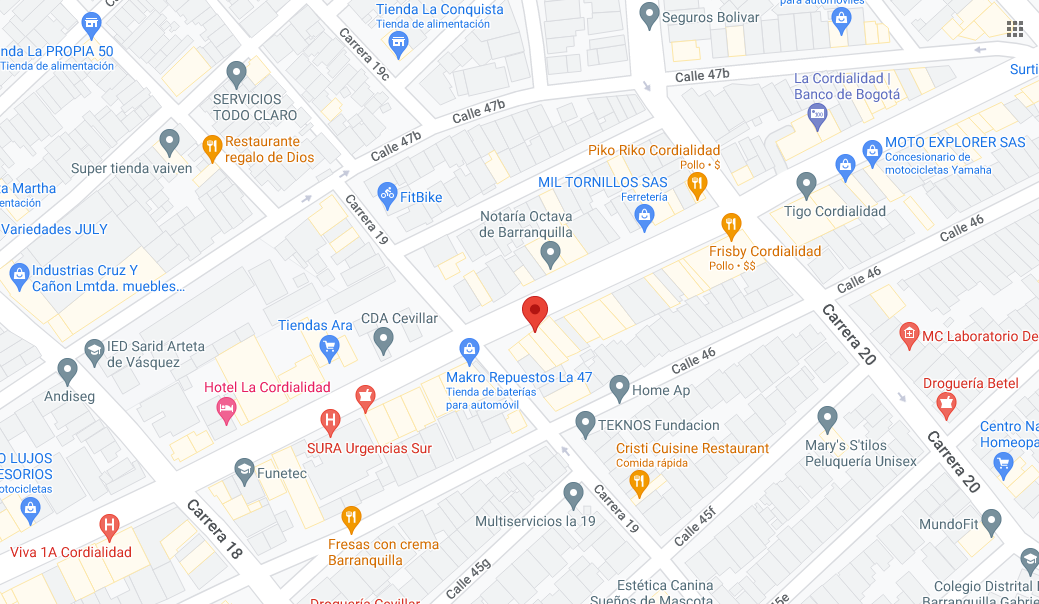 Tienda La Conquista
Tienda de alimentación
Seguros Bolivar
para automóviles
nda La PROPIA 50
Tienda de alimentación
Carrera 19c
Calle 47b
Surti
SERVICIOS
TODO CLARO
Calle 47b
La Cordialidad |
Banco de Bogotá
Restaurante
regalo de Dios
Calle 47b
Piko Riko Cordialidad
Pollo • $
MOTO EXPLORER SAS
Concesionario de
motocicletas Yamaha
Super tienda vaiven
ta Martha
entación
FitBike
MIL TORNILLOS SAS
Ferretería
Tigo Cordialidad
Variedades JULY
Carrera 19
Notaría Octava
de Barranquilla
Calle 46
Frisby Cordialidad
Pollo • $$
Industrias Cruz Y
Cañon Lmtda. muebles...
Calle 46
Tiendas Ara
CDA Cevillar
Carrera 20
MC Laboratorio De
IED Sarid Arteta
de Vásquez
Andiseg
Calle 46
Makro Repuestos La 47
Tienda de baterías
para automóvil
Home Ap
Droguería Betel
Hotel La Cordialidad
TEKNOS Fundacion
SURA Urgencias Sur
Cristi Cuisine Restaurant
Comida rápida
Mary's S'tilos
Peluquería Unisex
Centro Na
Homeopa
O LUJOS
ESORIOS
otocicletas
Funetec
Carrera 20
Carrera 18
Carrera 19
Multiservicios la 19
Calle 45f
MundoFit
Viva 1A Cordialidad
Fresas con crema
Barranquilla
Calle 45g
Estética Canina
Sueños de Mascota
45e
Colegio Distrital
Barranquilla Gabrie
Droguería Cevillar